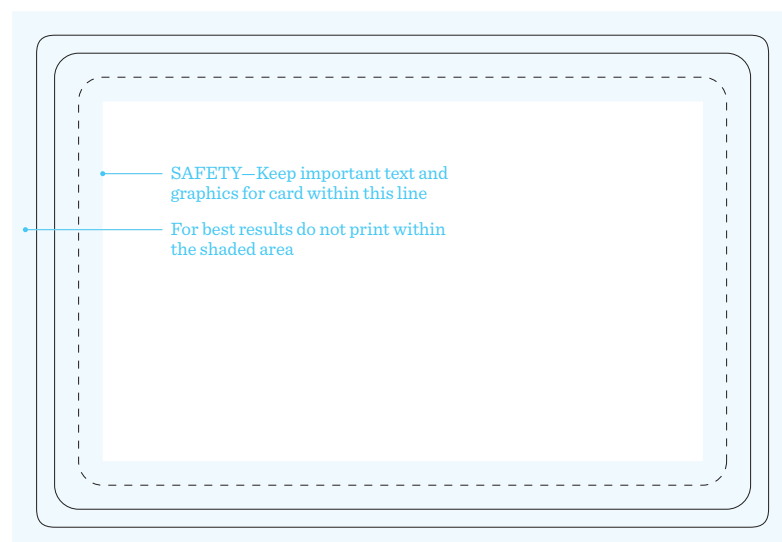 SAFETY—Keep important text and
graphics for card within this line
For best results do not print within
the shaded area